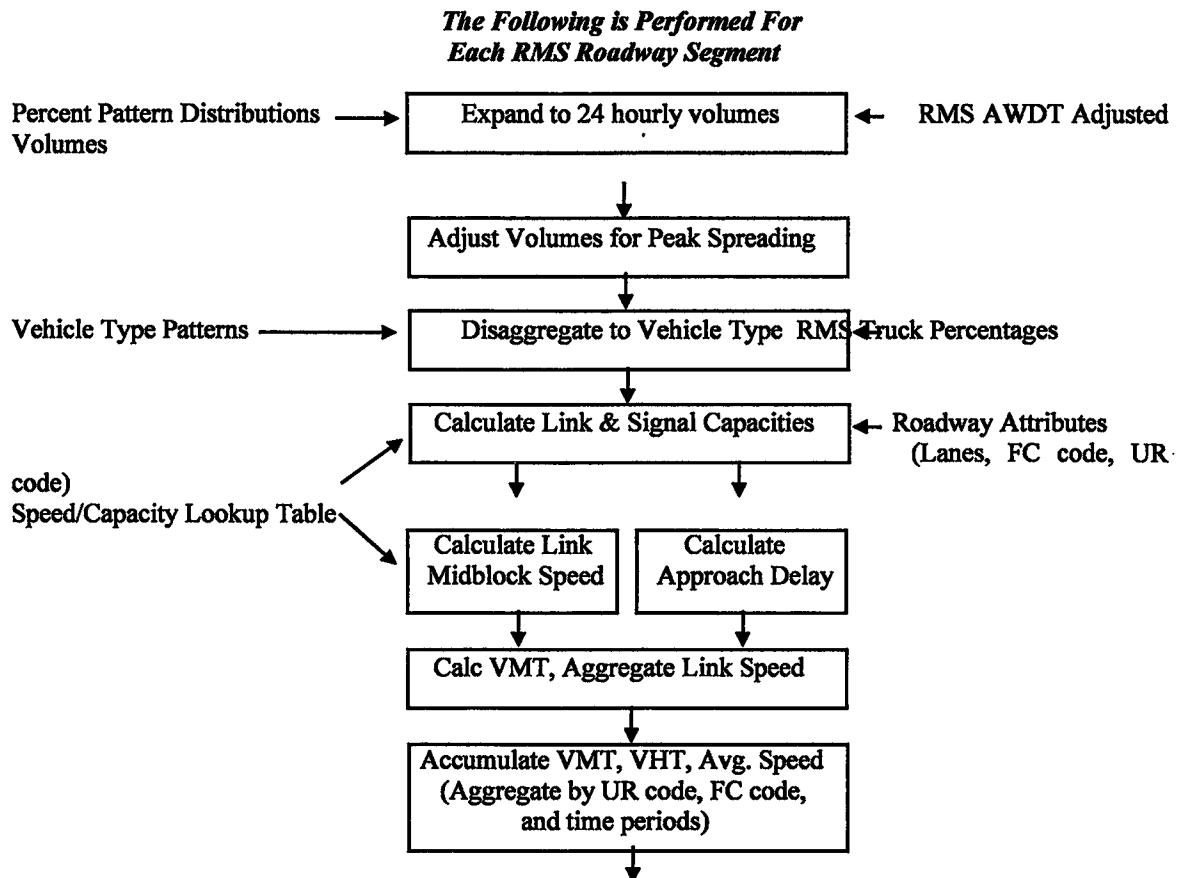 The Following is Performed For
Each RMS Roadway Segment
Percent Pattern Distributions
Volumes
Expand to 24 hourly volumes
RMS AWDT Adjusted
Adjust Volumes for Peak Spreading
Vehicle Type Patterns
Disaggregate to Vehicle Type RMS Truck Percentages
Calculate Link & Signal Capacities
Roadway Attributes
(Lanes, FC code, UR
code)
Speed/Capacity Lookup Table
Calculate Link
Midblock Speed
Calculate
Approach Delay
Calc VMT, Aggregate Link Speed
Accumulate VMT, VHT, Avg. Speed
(Aggregate by UR code, FC code,
and time periods)